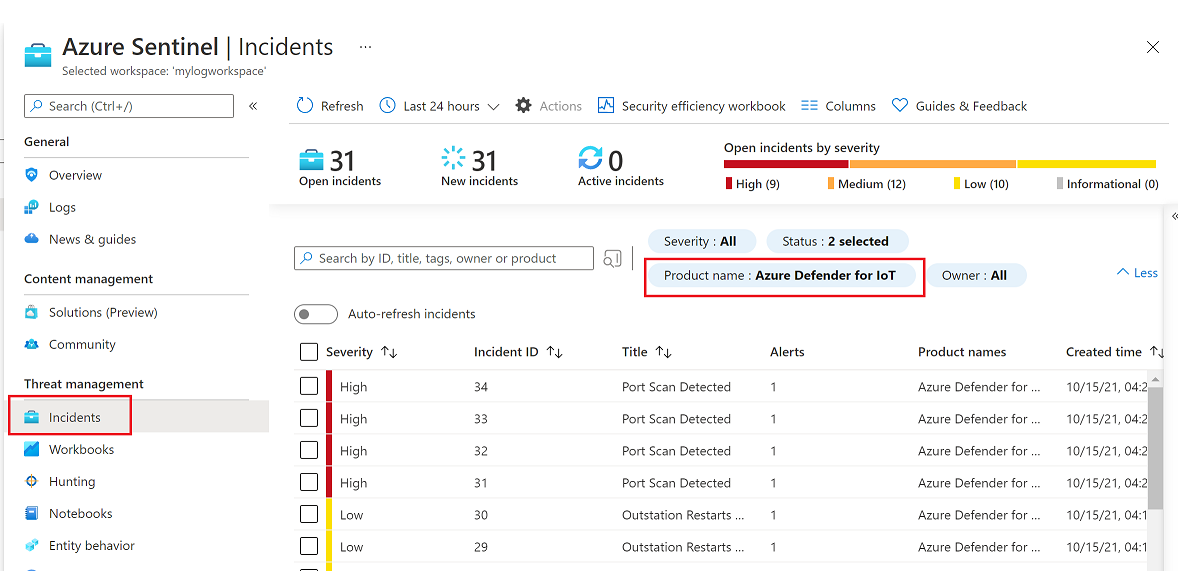 Azure Sentinel | Incidents ...
Selected workspace: 'mylogworkspace'
Search (Ctrl+/)
«
General
Overview
Logs
News & guides
Content management
Solutions (Preview)
Community
Threat management
Incidents
Workbooks
Hunting
Notebooks
Entity behavior
Refresh Last 24 hours Actions Security efficiency workbook Columns Guides & Feedback
31 31 0
Open incidents New incidents Active incidents
Open incidents by severity
High (9) Medium (12) Low (10) Informational (0)
«
Search by ID, title, tags, owner or product
Severity : All Status : 2 selected
Product name : Azure Defender for IoT Owner : All
Less
Auto-refresh incidents
Severity Incident ID Title Alerts Product names Created time
High 34 Port Scan Detected 1 Azure Defender for ... 10/15/21, 04:2
High 33 Port Scan Detected 1 Azure Defender for ... 10/15/21, 04:2
High 32 Port Scan Detected 1 Azure Defender for ... 10/15/21, 04:2
High 31 Port Scan Detected 1 Azure Defender for ... 10/15/21, 04:2
Low 30 Outstation Restarts ... 1 Azure Defender for ... 10/15/21, 04:1
Low 29 Outstation Restarts ... 1 Azure Defender for ... 10/15/21, 04:1